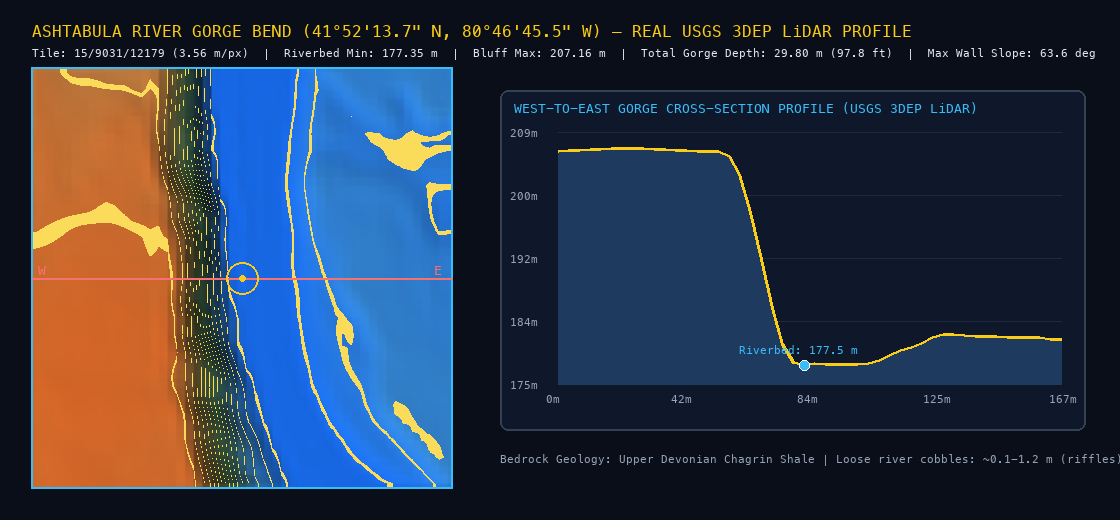 ASHTABULA RIVER GORGE BEND (41°52'13.7" N, 80°46'45.5" W) — REAL USGS 3DEP LiDAR PROFILE
Tile: 15/9031/12179 (3.56 m/px) | Riverbed Min: 177.35 m | Bluff Max: 207.16 m | Total Gorge Depth: 29.80 m (97.8 ft) | Max Wall Slope: 63.6 deg
W
E
WEST-TO-EAST GORGE CROSS-SECTION PROFILE (USGS 3DEP LiDAR)
209m
200m
192m
184m
175m
Riverbed: 177.5 m
0m
42m
84m
125m
167m
Bedrock Geology: Upper Devonian Chagrin Shale | Loose river cobbles: ~0.1-1.2 m (riffles)